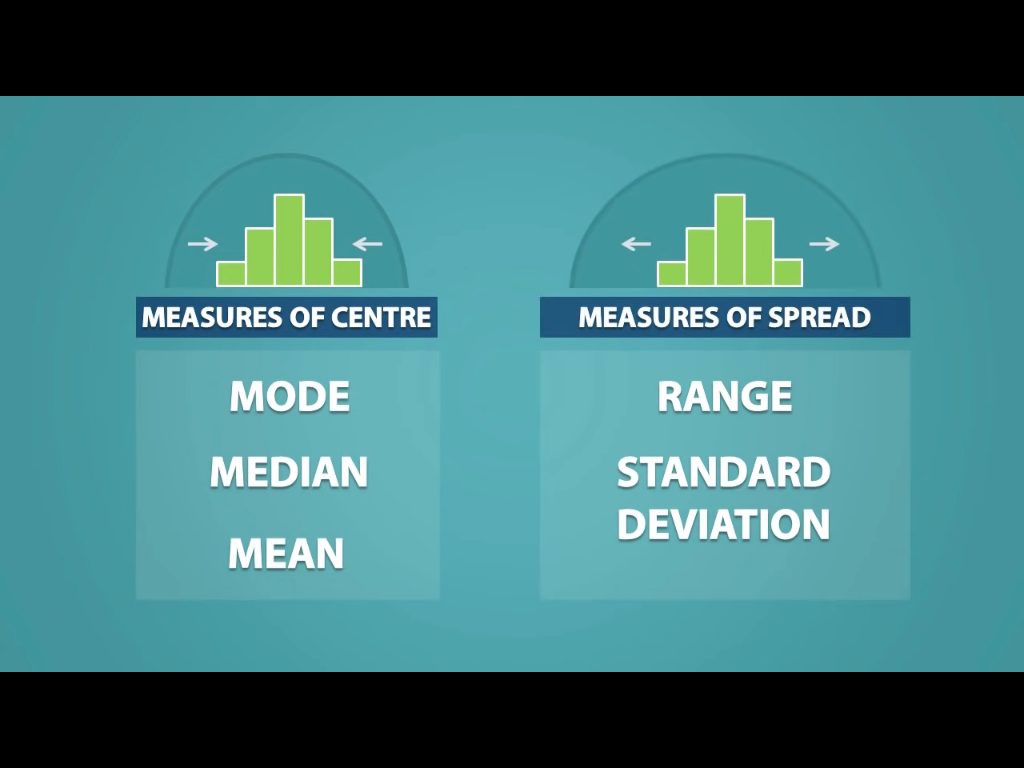 MEASURES OF CENTRE
MODE
MEDIAN
MEAN
MEASURES OF SPREAD
RANGE
STANDARD
DEVIATION